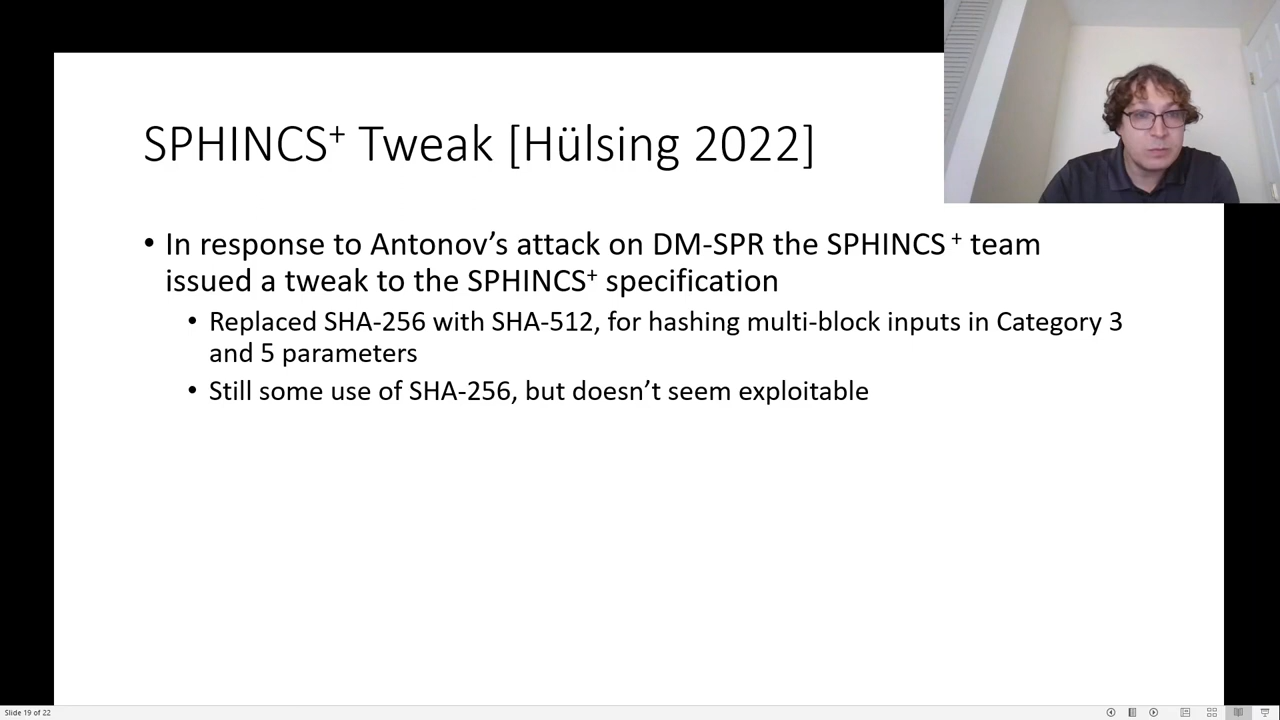 SPHINCS⁺ Tweak [Hülsing 2022]
• In response to Antonov’s attack on DM-SPR the SPHINCS ⁺ team
issued a tweak to the SPHINCS⁺ specification
• Replaced SHA-256 with SHA-512, for hashing multi-block inputs in Category 3
and 5 parameters
• Still some use of SHA-256, but doesn’t seem exploitable
Slide 19 of 22